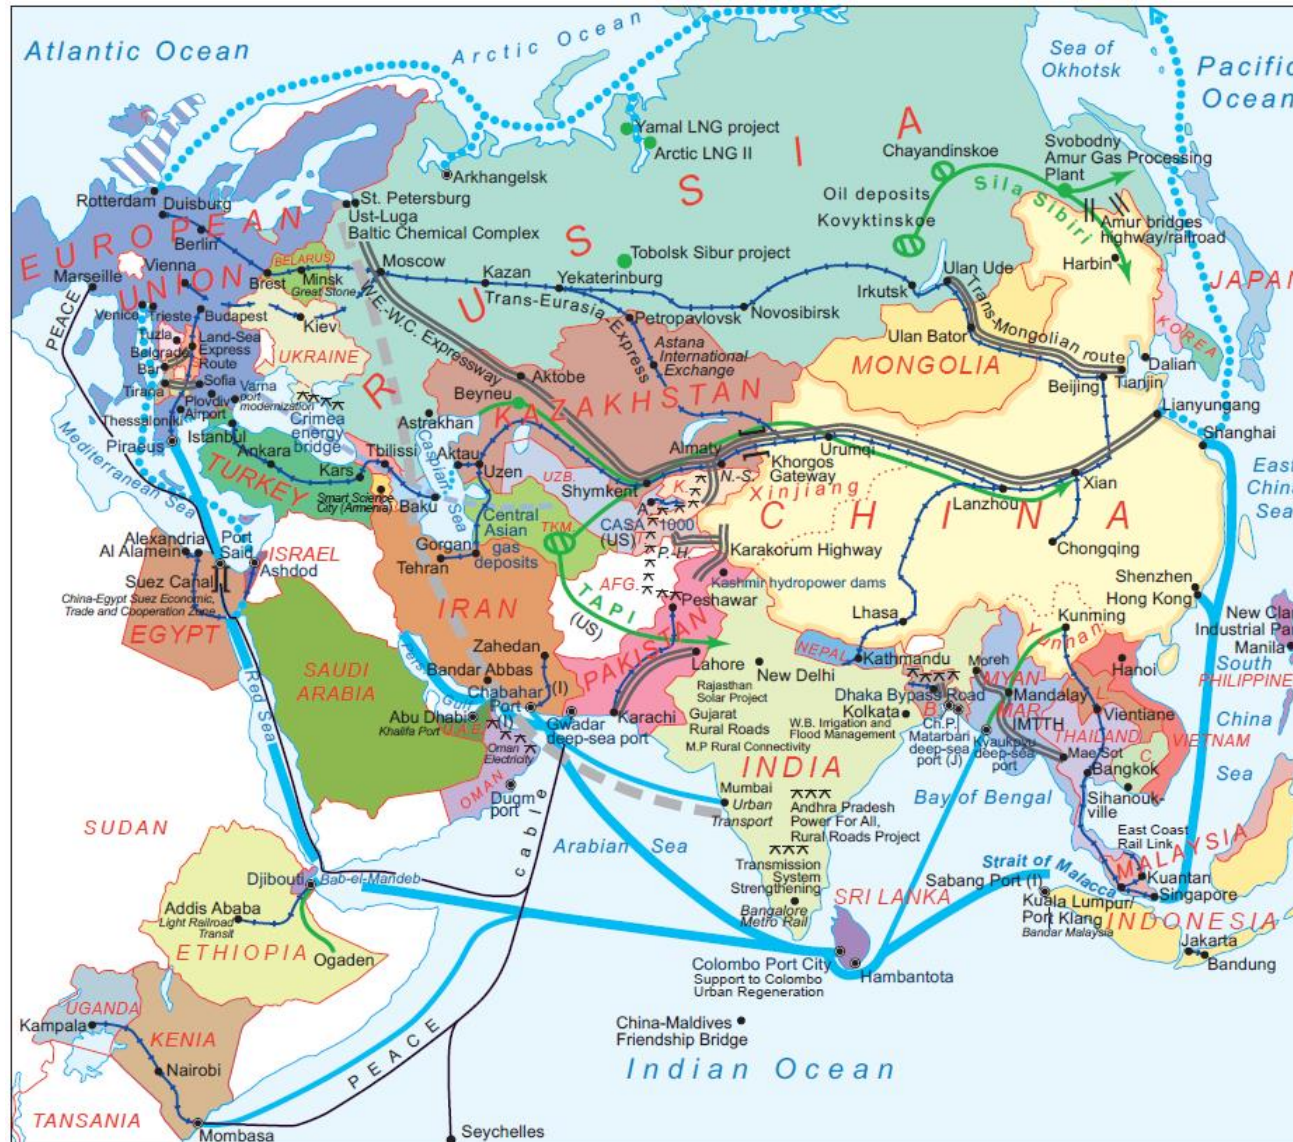 Atlantic Ocean
Arctic Ocean
Sea of
Okhotsk
Pacific
Ocean
RUSSIA
Yamal LNG project
Arctic LNG II
Arkhangelsk
Chayandinskoe
Svobodny
Amur Gas Processing
Plant
Oil deposits
Kovyktinskoe
Sila Sibiri
Amur bridges
highway/railroad
Harbin
JAPAN
KOREA
Rotterdam
Duisburg
Berlin
St. Petersburg
Ust-Luga
Baltic Chemical Complex
EUROPEAN
UNION
BELARUS
Marseille
Vienna
Brest
Minsk
Great Stone
Moscow
Kazan
Yekaterinburg
Tobolsk Sibur project
Trans-Eurasia Express
Petropavlovsk
Novosibirsk
Irkutsk
Ulan Ude
Ulan Bator
Trans-Mongolian route
MONGOLIA
Beijing
Tianjin
Dalian
Lianyungang
Shanghai
PEACE
Venice
Trieste
Budapest
Kiev
Tuzla
Belgrade
Land-Sea
Express
Route
UKRAINE
Bar
Tirana
Sofia
Plovdiv
Airport
Varna
port
modernization
Thessaloniki
Piraeus
Istanbul
Crimea
energy
bridge
WE.-W.C. Expressway
Astana
International
Exchange
Aktobe
Beyneu
KAZAKHSTAN
Astrakhan
Caspian Sea
Aktau
Uzen
Almaty
N.-S.
Khorgos
Gateway
Urumqi
Xinjiang
Lanzhou
Xian
Chongqing
CHINA
East
China
Sea
Mediterranean Sea
Ankara
TURKEY
Kars
Tbilissi
Smart Science
City (Armenia)
Baku
UZB.
Shymkent
K.
TKM
T.
CASA
1000
(US)
P.-H.
Karakorum Highway
Central
Asian
gas
deposits
Gorgan
Tehran
AFG.
TAPI
(US)
Kashmir hydropower dams
Peshawar
Alexandria
Al Alamein
Port
Said
ISRAEL
Ashdod
Suez Canal
China-Egypt Suez Economic,
Trade and Cooperation Zone
EGYPT
Red Sea
IRAN
SAUDI
ARABIA
Zahedan
Bandar Abbas
Gulf
Chabahar
Port
(I)
(I)
PAKISTAN
Lahore
Gwadar
deep-sea port
Karachi
Abu Dhabi
Khalifa Port
U.A.E.
Oman
Electricity
OMAN
Duqm
port
New Delhi
Rajasthan
Solar Project
Gujarat
Rural Roads
M.P Rural Connectivity
W.B. Irrigation and
Flood Management
INDIA
Lhasa
NEPAL
Kathmandu
Dhaka Bypass Road
Kolkata
B.
Ch.P.
Matarbari
deep-sea
port (J)
Moreh
MYAN-
MAR
Mandalay
IMTTH
Kyaukpyu
deep-sea
port
Kunming
Yunnan
Shenzhen
Hong Kong
New Clar
Industrial Par
Manila
PHILIPPINE
South
China
Sea
Hanoi
L.
Vientiane
THAILAND
VIETNAM
Mae Sot
C.
Bangkok
Sihanouk-
ville
Bay of Bengal
Mumbai
Urban
Transport
Andhra Pradesh
Power For All,
Rural Roads Project
Transmission
System
Strengthening
Bangalore
Metro Rail
Arabian Sea
East Coast
Rail Link
MALAYSIA
Strait of Malacca
Sabang Port (I)
Kuantan
Singapore
Kuala Lumpur/
Port Klang
Bandar Malaysia
INDONESIA
Jakarta
Bandung
SRI LANKA
Colombo Port City
Support to Colombo
Urban Regeneration
Hambantota
China-Maldives
Friendship Bridge
Indian Ocean
SUDAN
Djibouti
Bab-el-Mandeb
Addis Ababa
Light Railroad
Transit
ETHIOPIA
Ogaden
cable
PEACE
UGANDA
Kampala
KENIA
Nairobi
TANSANIA
Mombasa
Seychelles